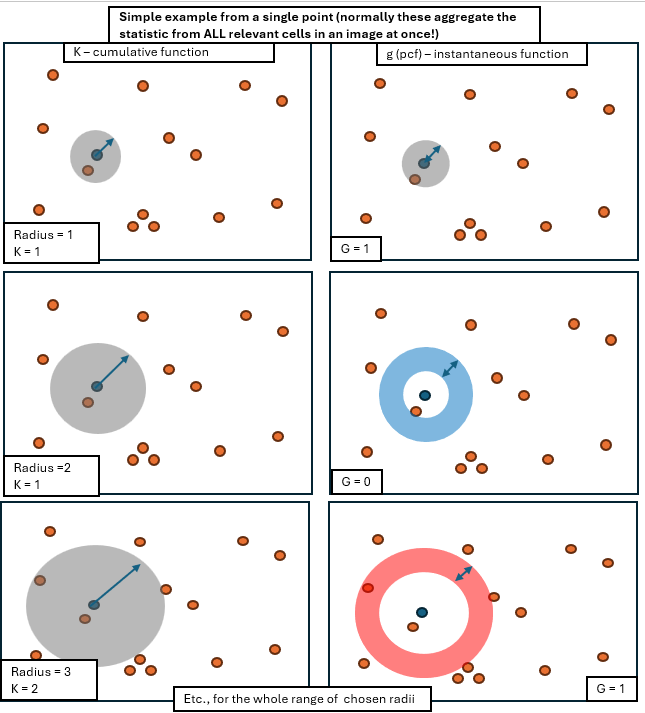 Simple example from a single point (normally these aggregate the
statistic from ALL relevant cells in an image at once!)
K – cumulative function
g (pcf) – instantaneous function
Radius = 1
K = 1
G = 1
Radius =2
K = 1
G = 0
Radius = 3
K = 2
G = 1
Etc., for the whole range of chosen radii